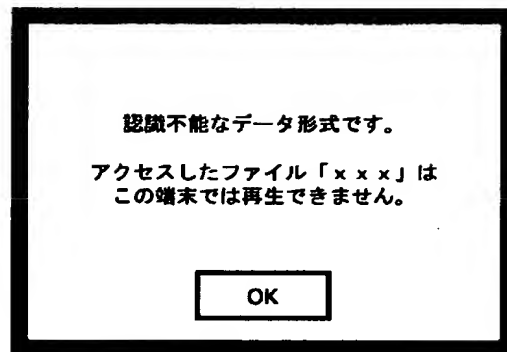 認識不能なデータ形式です。
アクセスしたファイル「ｘｘｘ」は
この端末では再生できません。
OK